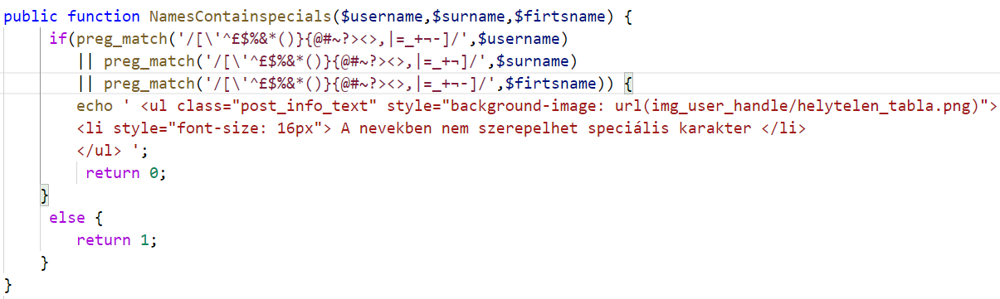 public function NamesContainspecials($username,$surname,$firtsname) {
if(preg_match('/[\'^£$%&*()}{@#~?><>,|=_+¬-]/',$username)
|| preg_match('/[\'^£$%&*()}{@#~?><>,|=_+¬]/',$surname)
|| preg_match('/[\'^£$%&*()}{@#~?><>,|=_+¬-]/',$firtsname)) {
echo ' <ul class="post_info_text" style="background-image: url(img_user_handle/helytelen_tabla.png)">
<li style="font-size: 16px"> A nevekben nem szerepelhet speciális karakter </li>
</ul> ';
return 0;
}
else {
return 1;
}
}